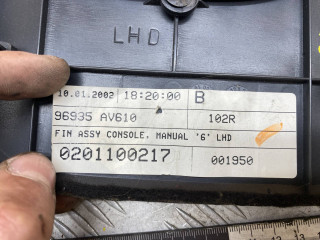 LHD
10.01.2002 18:20:00 B
96935 AV610 102R
FIN ASSY CONSOLE, MANUAL '6' LHD
0201100217 001950